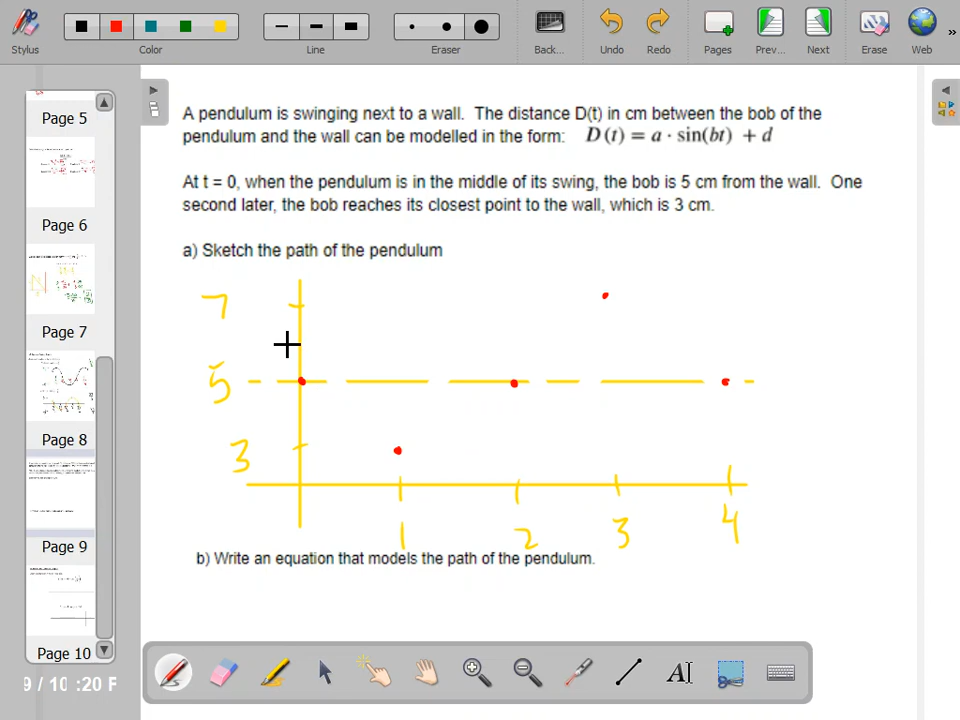 Stylus
Color
Line
Eraser
Back...
Undo
Redo
Pages
Prev...
Next
Erase
Web
»
Page 5
Page 6
Page 7
Page 8
Page 9
Page 10
A pendulum is swinging next to a wall. The distance D(t) in cm between the bob of the
pendulum and the wall can be modelled in the form: D(t) = a · sin(bt) + d
At t = 0, when the pendulum is in the middle of its swing, the bob is 5 cm from the wall. One
second later, the bob reaches its closest point to the wall, which is 3 cm.
a) Sketch the path of the pendulum
7
5
3
1 2 3 4
b) Write an equation that models the path of the pendulum.
AI